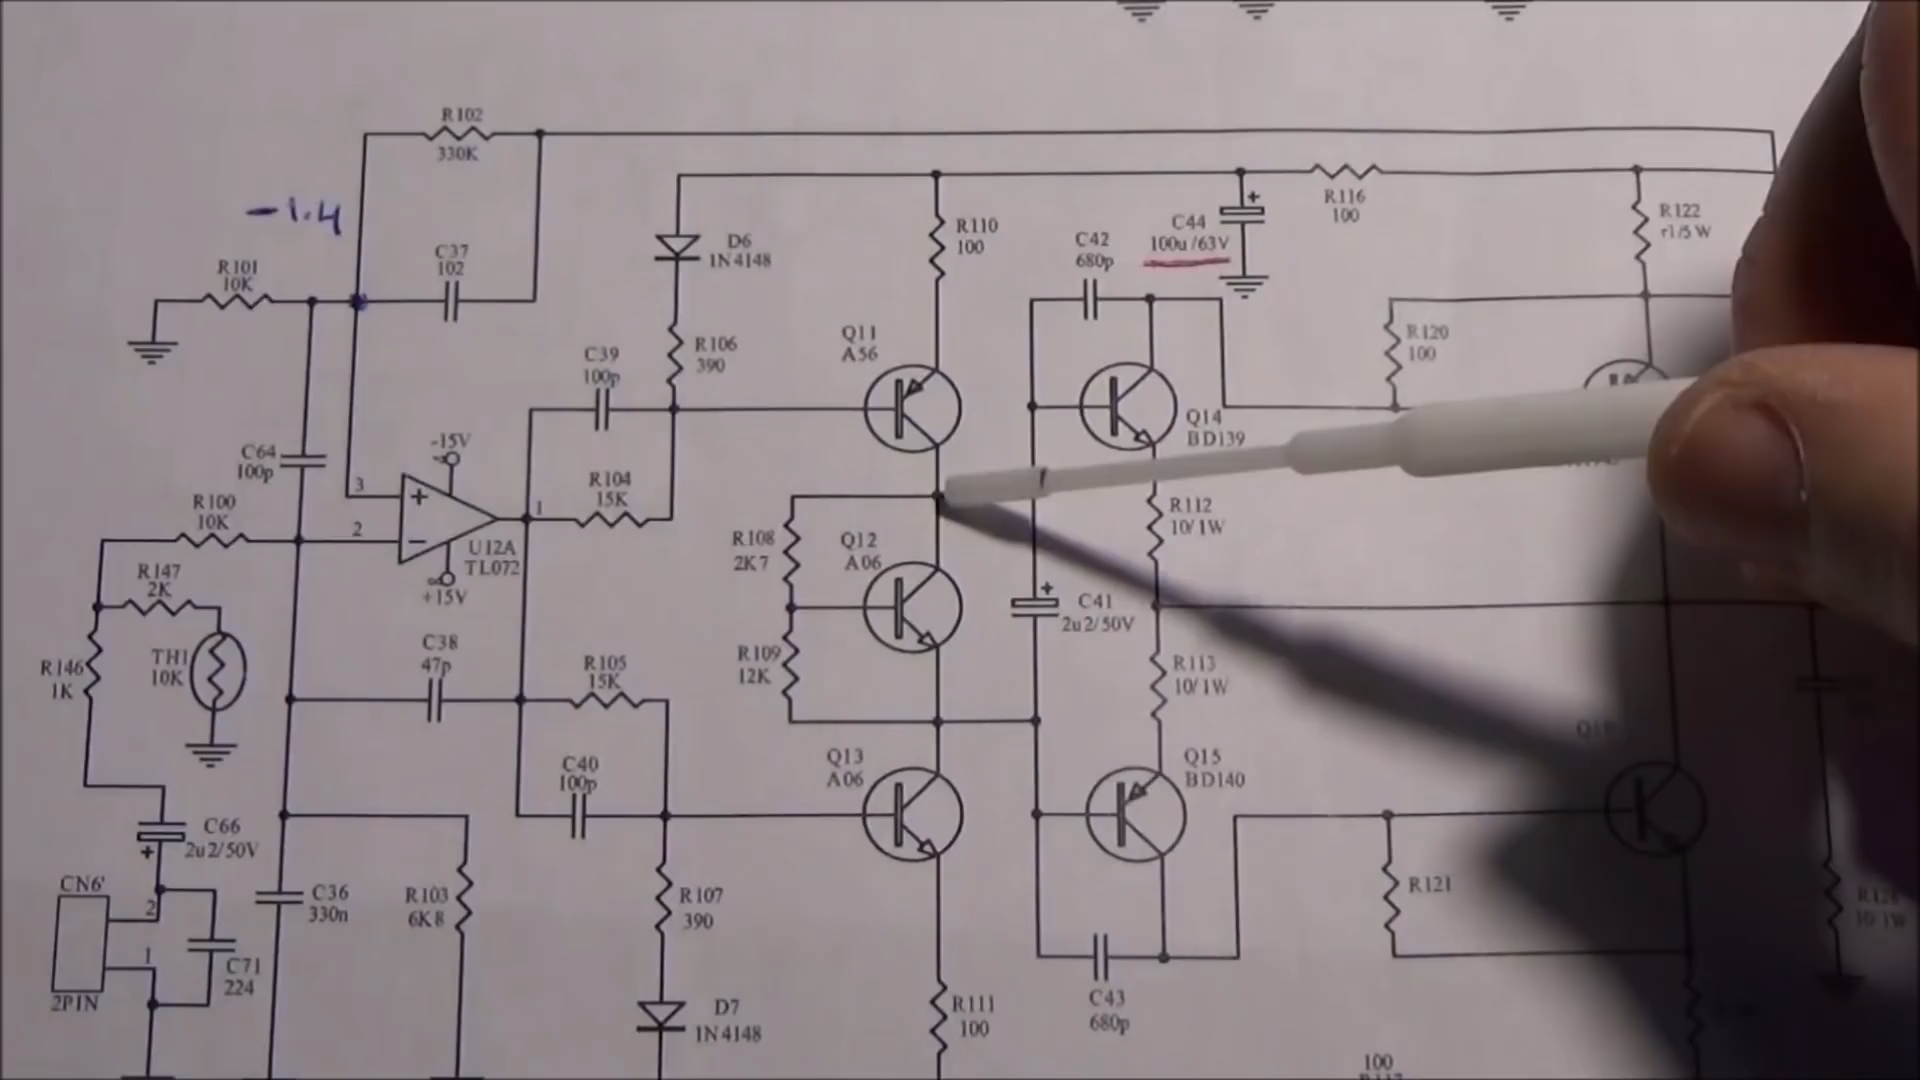 R102
330K
-1.4
R101
10K
C37
102
D6
1N4148
R110
100
C42
680p
C44
100u/63V
+
R116
100
R122
r1/5W
R120
100
R106
390
C39
100p
Q11
A56
Q14
BD139
C64
100p
-15V
3
+
R100
10K
2
−
1
U12A
TL072
+15V
R104
15K
R108
2K7
Q12
A06
R112
10/1W
R147
2K
TH1
10K
R146
1K
C38
47p
R105
15K
R109
12K
+
C41
2u2/50V
R113
10/1W
C40
100p
Q13
A06
Q15
BD140
C66
2u2/50V
+
CN6'
2
1
2PIN
C71
224
C36
330n
R103
6K8
R107
390
D7
1N4148
R111
100
C43
680p
R121
10/1W
100